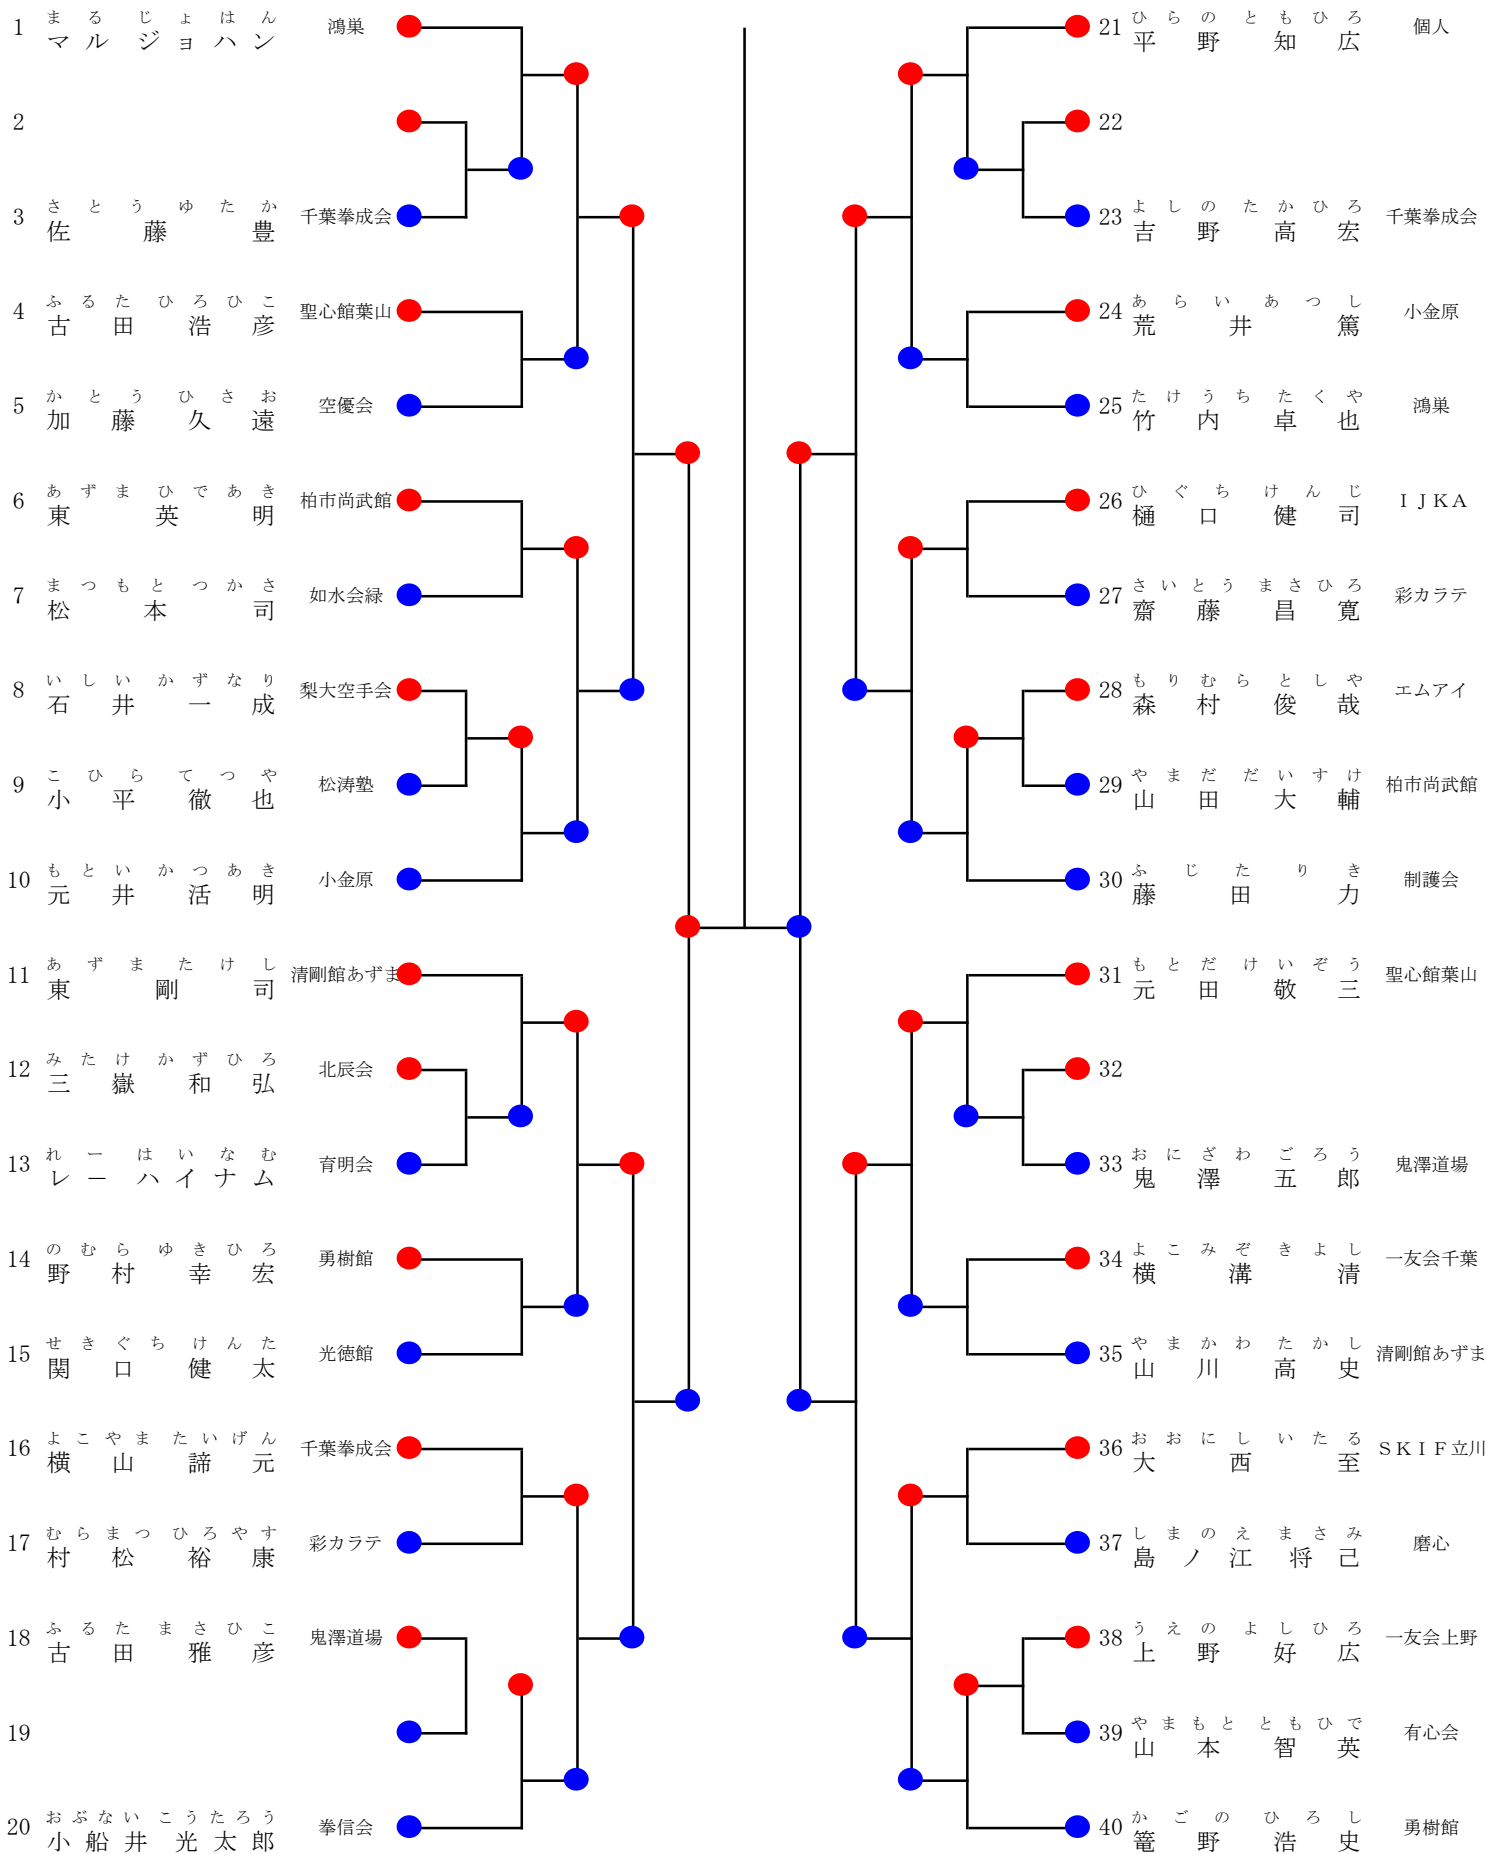 まるじょはん
1 マルジョハン 鴻巣
2
さとうゆたか
3 佐藤豊 千葉拳成会
ふるたひろひこ
4 古田浩彦 聖心館葉山
かとうひさお
5 加藤久遠 空優会
あずまひであき
6 東英明 柏市尚武館
まつもとつかさ
7 松本司 如水会緑
いしいかずなり
8 石井一成 梨大空手会
こひらてつや
9 小平徹也 松涛塾
もといかつあき
10 元井活明 小金原
あずまたけし
11 東剛司 清剛館あずま
みたけかずひろ
12 三嶽和弘 北辰会
れーはいなむ
13 レーハイナム 育明会
のむらゆきひろ
14 野村幸宏 勇樹館
せきぐちけんた
15 関口健太 光徳館
よこやまたいげん
16 横山諦元 千葉拳成会
むらまつひろやす
17 村松裕康 彩カラテ
ふるたまさひこ
18 古田雅彦 鬼澤道場
19
おぶないこうたろう
20 小船井光太郎 拳信会
ひらのともひろ
21 平野知広 個人
22
よしのたかひろ
23 吉野高宏 千葉拳成会
あらいあつし
24 荒井篤 小金原
たけうちたくや
25 竹内卓也 鴻巣
ひぐちけんじ
26 樋口健司 ＩＪＫＡ
さいとうまさひろ
27 齋藤昌寛 彩カラテ
もりむらとしや
28 森村俊哉 エムアイ
やまだだいすけ
29 山田大輔 柏市尚武館
ふじたりき
30 藤田力 制護会
もとだけいぞう
31 元田敬三 聖心館葉山
32
おにざわごろう
33 鬼澤五郎 鬼澤道場
よこみぞきよし
34 横溝清 一友会千葉
やまかわたかし
35 山川高史 清剛館あずま
おおにしいたる
36 大西至 ＳＫＩＦ立川
しまのえまさみ
37 島ノ江将己 磨心
うえのよしひろ
38 上野好広 一友会上野
やまもとともひで
39 山本智英 有心会
かごのひろし
40 篭野浩史 勇樹館